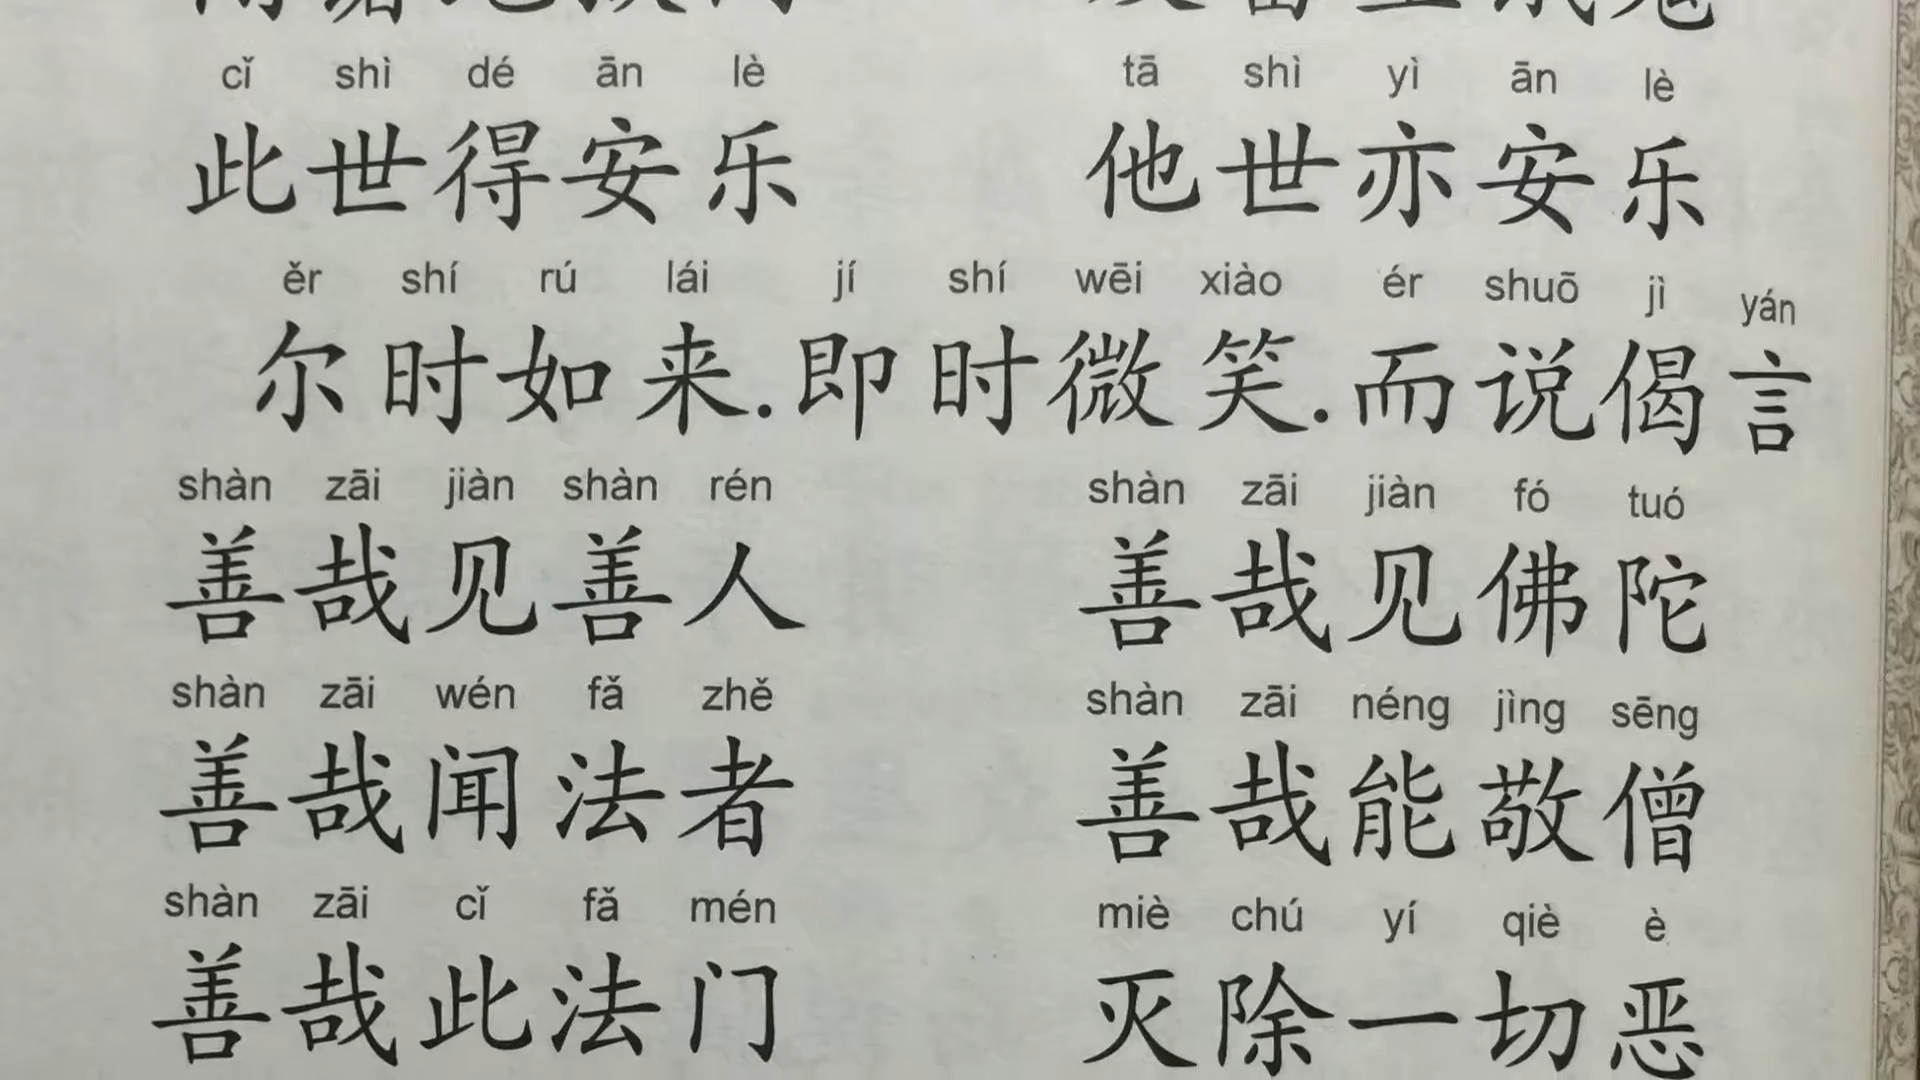 cǐ shì dé ān lè tā shì yì ān lè
此世得安乐 他世亦安乐
ěr shí rú lái jí shí wēi xiào ér shuō jì yán
尔时如来.即时微笑.而说偈言
shàn zāi jiàn shàn rén shàn zāi jiàn fó tuó
善哉见善人 善哉见佛陀
shàn zāi wén fǎ zhě shàn zāi néng jìng sēng
善哉闻法者 善哉能敬僧
shàn zāi cǐ fǎ mén miè chú yí qiè è
善哉此法门 灭除一切恶